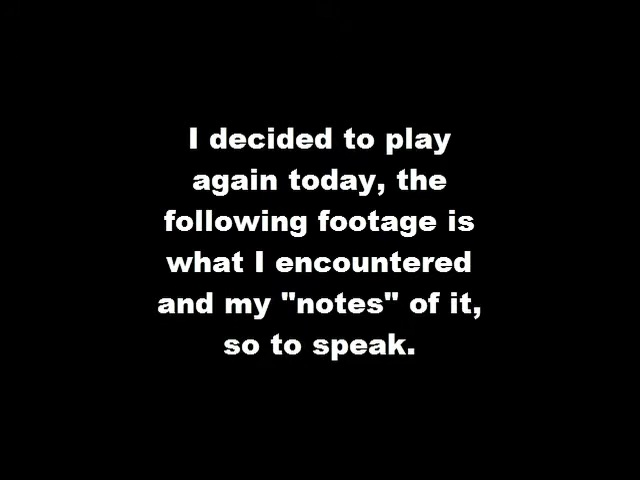 I decided to play
again today, the
following footage is
what I encountered
and my "notes" of it,
so to speak.